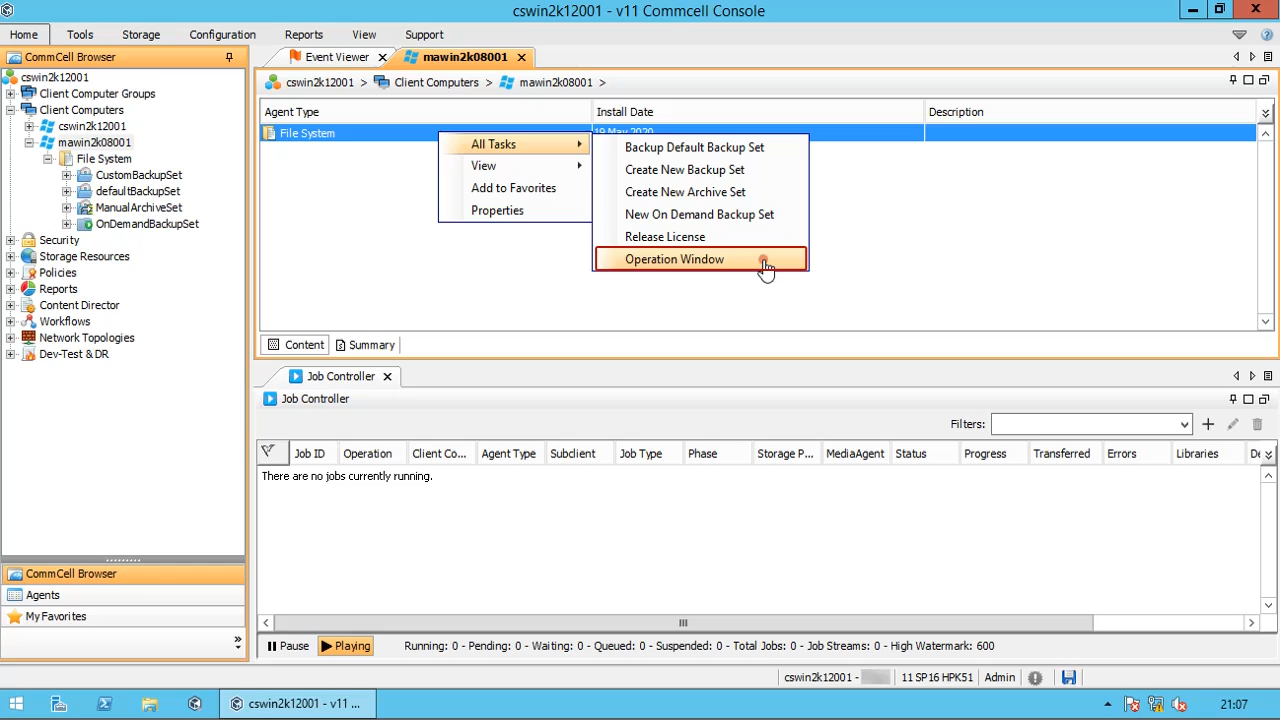 cswin2k12001 - v11 Commcell Console
Home Tools Storage Configuration Reports View Support
CommCell Browser
cswin2k12001
Client Computer Groups
Client Computers
cswin2k12001
mawin2k08001
File System
CustomBackupSet
defaultBackupSet
ManualArchiveSet
OnDemandBackupSet
Security
Storage Resources
Policies
Reports
Content Director
Workflows
Network Topologies
Dev-Test & DR
CommCell Browser
Agents
My Favorites
Event Viewer mawin2k08001
cswin2k12001 > Client Computers > mawin2k08001 >
Agent Type Install Date Description
File System 19 May 2020
All Tasks
View
Add to Favorites
Properties
Backup Default Backup Set
Create New Backup Set
Create New Archive Set
New On Demand Backup Set
Release License
Operation Window
Content Summary
Job Controller
Job Controller
Filters:
Job ID Operation Client Co... Agent Type Subclient Job Type Phase Storage P... MediaAgent Status Progress Transferred Errors Libraries De
There are no jobs currently running.
Pause Playing Running: 0 - Pending: 0 - Waiting: 0 - Queued: 0 - Suspended: 0 - Total Jobs: 0 - Job Streams: 0 - High Watermark: 600
cswin2k12001 - 11 SP16 HPK51 Admin
cswin2k12001 - v11 ... 21:07